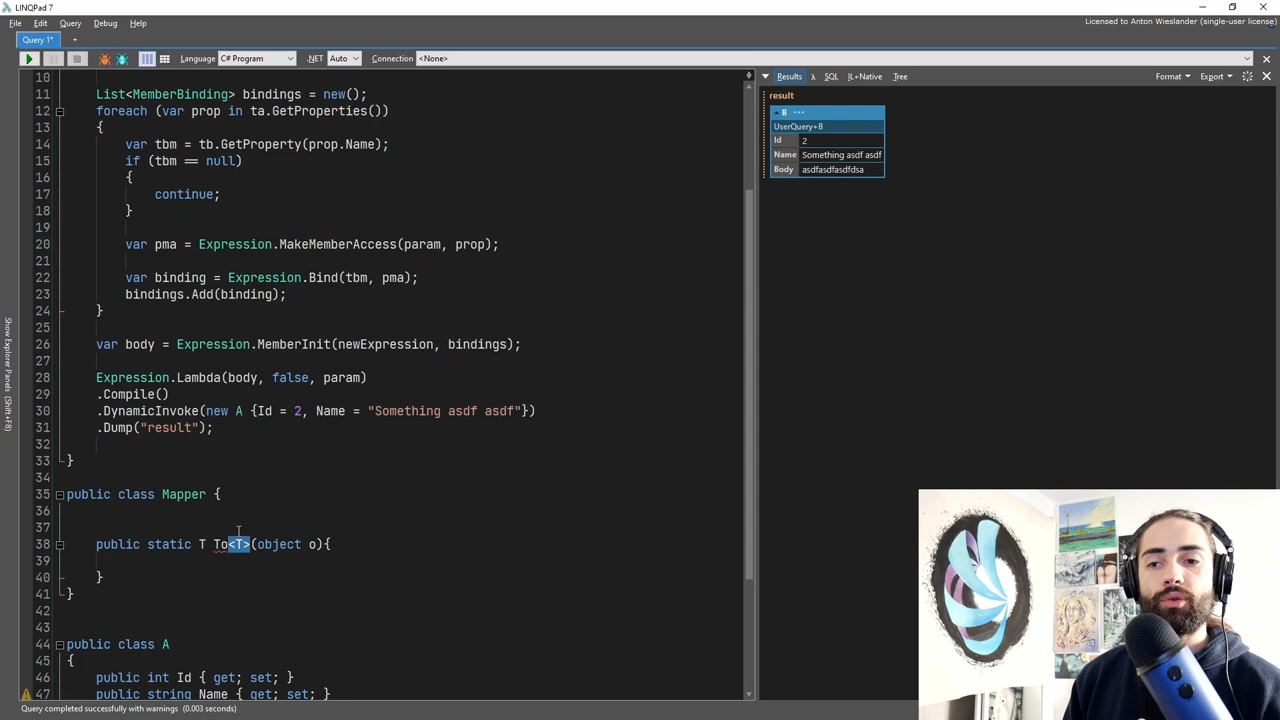 LINQPad 7
File Edit Query Debug Help
Licensed to Anton Wieslander (single-user license)
Query 1* +
Language C# Program .NET Auto Connection <None>
10
11 List<MemberBinding> bindings = new();
12 foreach (var prop in ta.GetProperties())
13 {
14 var tbm = tb.GetProperty(prop.Name);
15 if (tbm == null)
16 {
17 continue;
18 }
19
20 var pma = Expression.MakeMemberAccess(param, prop);
21
22 var binding = Expression.Bind(tbm, pma);
23 bindings.Add(binding);
24 }
25
26 var body = Expression.MemberInit(newExpression, bindings);
27
28 Expression.Lambda(body, false, param)
29 .Compile()
30 .DynamicInvoke(new A {Id = 2, Name = "Something asdf asdf"})
31 .Dump("result");
32
33 }
34
35 public class Mapper {
36
37
38 public static T To<T>(object o){
39
40 }
41 }
42
43
44 public class A
45 {
46 public int Id { get; set; }
47 public string Name { get; set; }
Show Explorer Panels (Shift+F8)
Results λ SQL IL+Native Tree Format Export
result
B
UserQuery+B
Id 2
Name Something asdf asdf
Body asdfasdfasdfdsa
Query completed successfully with warnings (0.003 seconds)